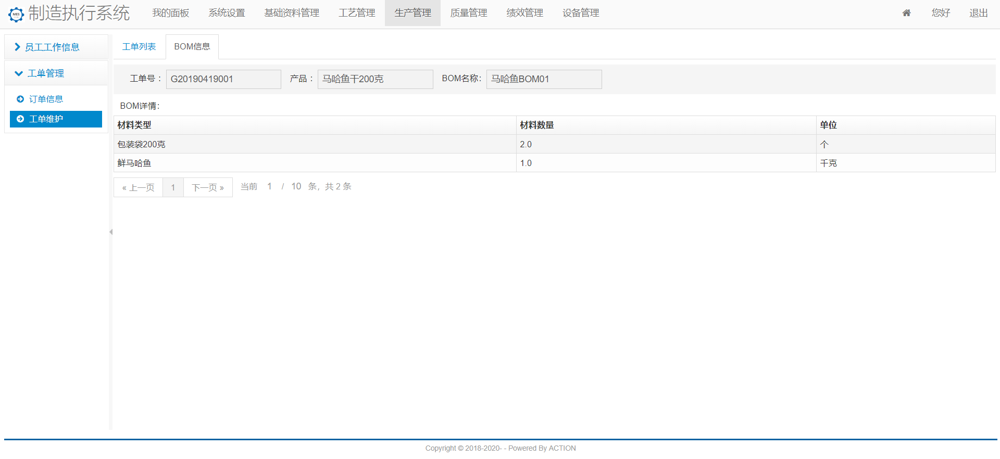 MES 制造执行系统 我的面板 系统设置 基础资料管理 工艺管理 生产管理 质量管理 绩效管理 设备管理 您好 退出
员工工作信息
工单管理
订单信息
工单维护
工单列表 BOM信息
工单号： G20190419001 产品： 马哈鱼干200克 BOM名称： 马哈鱼BOM01
BOM详情：
材料类型 材料数量 单位
包装袋200克 2.0 个
鲜马哈鱼 1.0 千克
« 上一页 1 下一页 » 当前 1 / 10 条，共 2 条
Copyright © 2018-2020- - Powered By ACTION